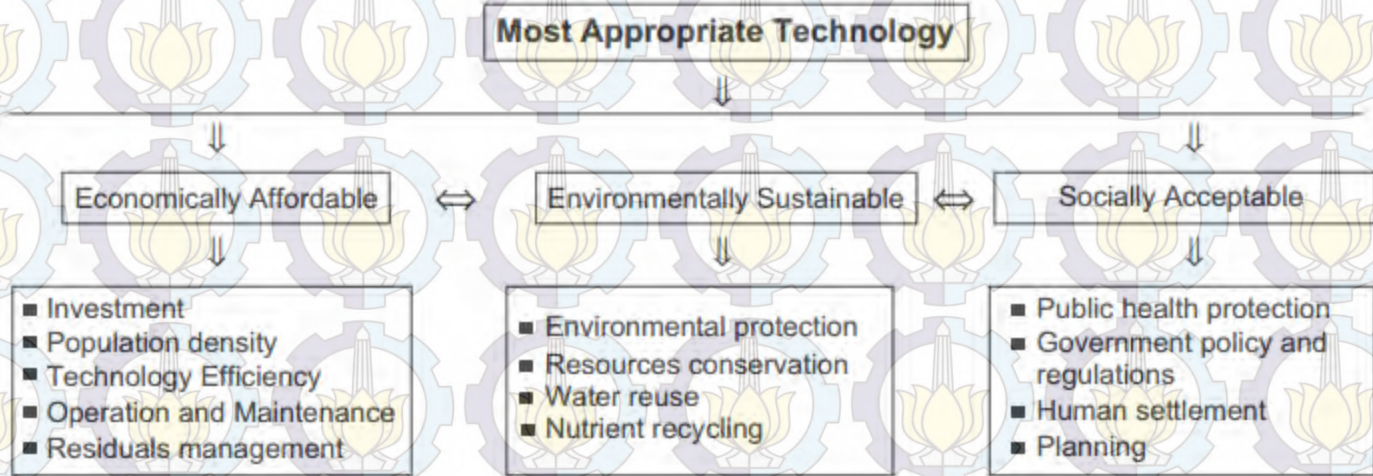 Most Appropriate Technology
Economically Affordable
Environmentally Sustainable
Socially Acceptable
Investment
Population density
Technology Efficiency
Operation and Maintenance
Residuals management
Environmental protection
Resources conservation
Water reuse
Nutrient recycling
Public health protection
Government policy and
regulations
Human settlement
Planning